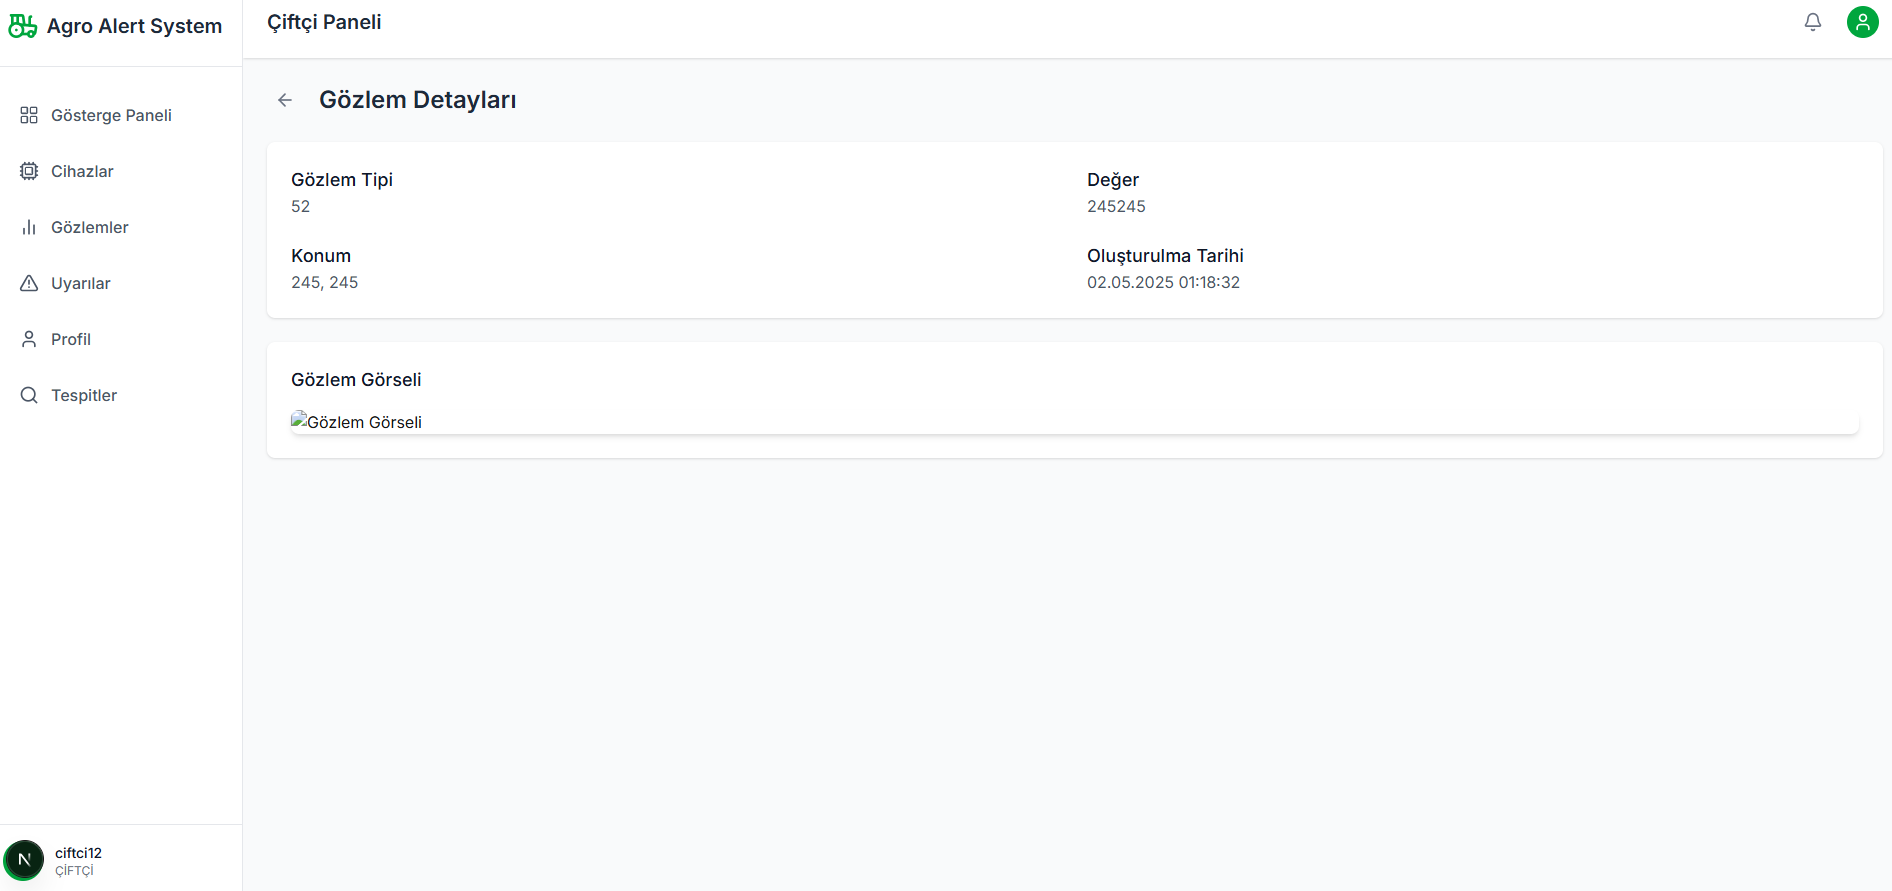 Agro Alert System
Çiftçi Paneli
Gösterge Paneli
Cihazlar
Gözlemler
Uyarılar
Profil
Tespitler
Gözlem Detayları
Gözlem Tipi
52
Değer
245245
Konum
245, 245
Oluşturulma Tarihi
02.05.2025 01:18:32
Gözlem Görseli
Gözlem Görseli
N
ciftci12
ÇİFTÇİ